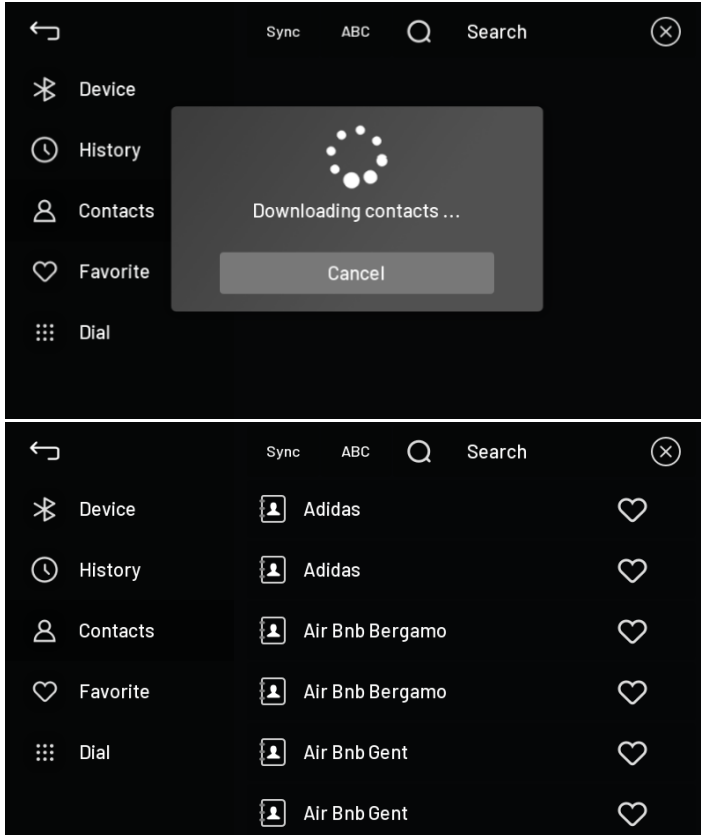 Sync ABC Search
Device
History
Contacts
Downloading contacts ...
Favorite
Cancel
Dial
Sync ABC Search
Device Adidas
History Adidas
Contacts Air Bnb Bergamo
Favorite Air Bnb Bergamo
Dial Air Bnb Gent
Air Bnb Gent